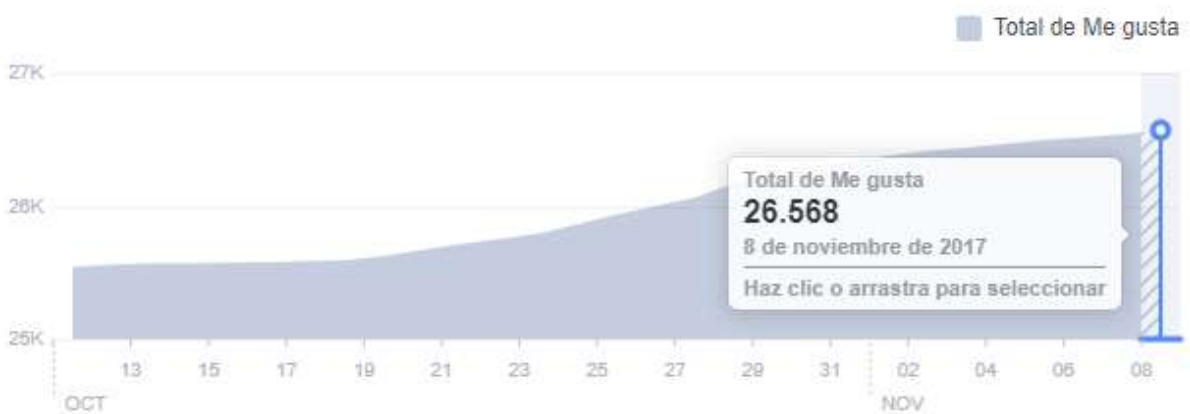 Total de Me gusta
27K
Total de Me gusta
26K
26.568
8 de noviembre de 2017
Haz clic o arrastra para seleccionar
25K
13 15 17 19 21 23 25 27 29 31 02 04 06 08
OCT NOV